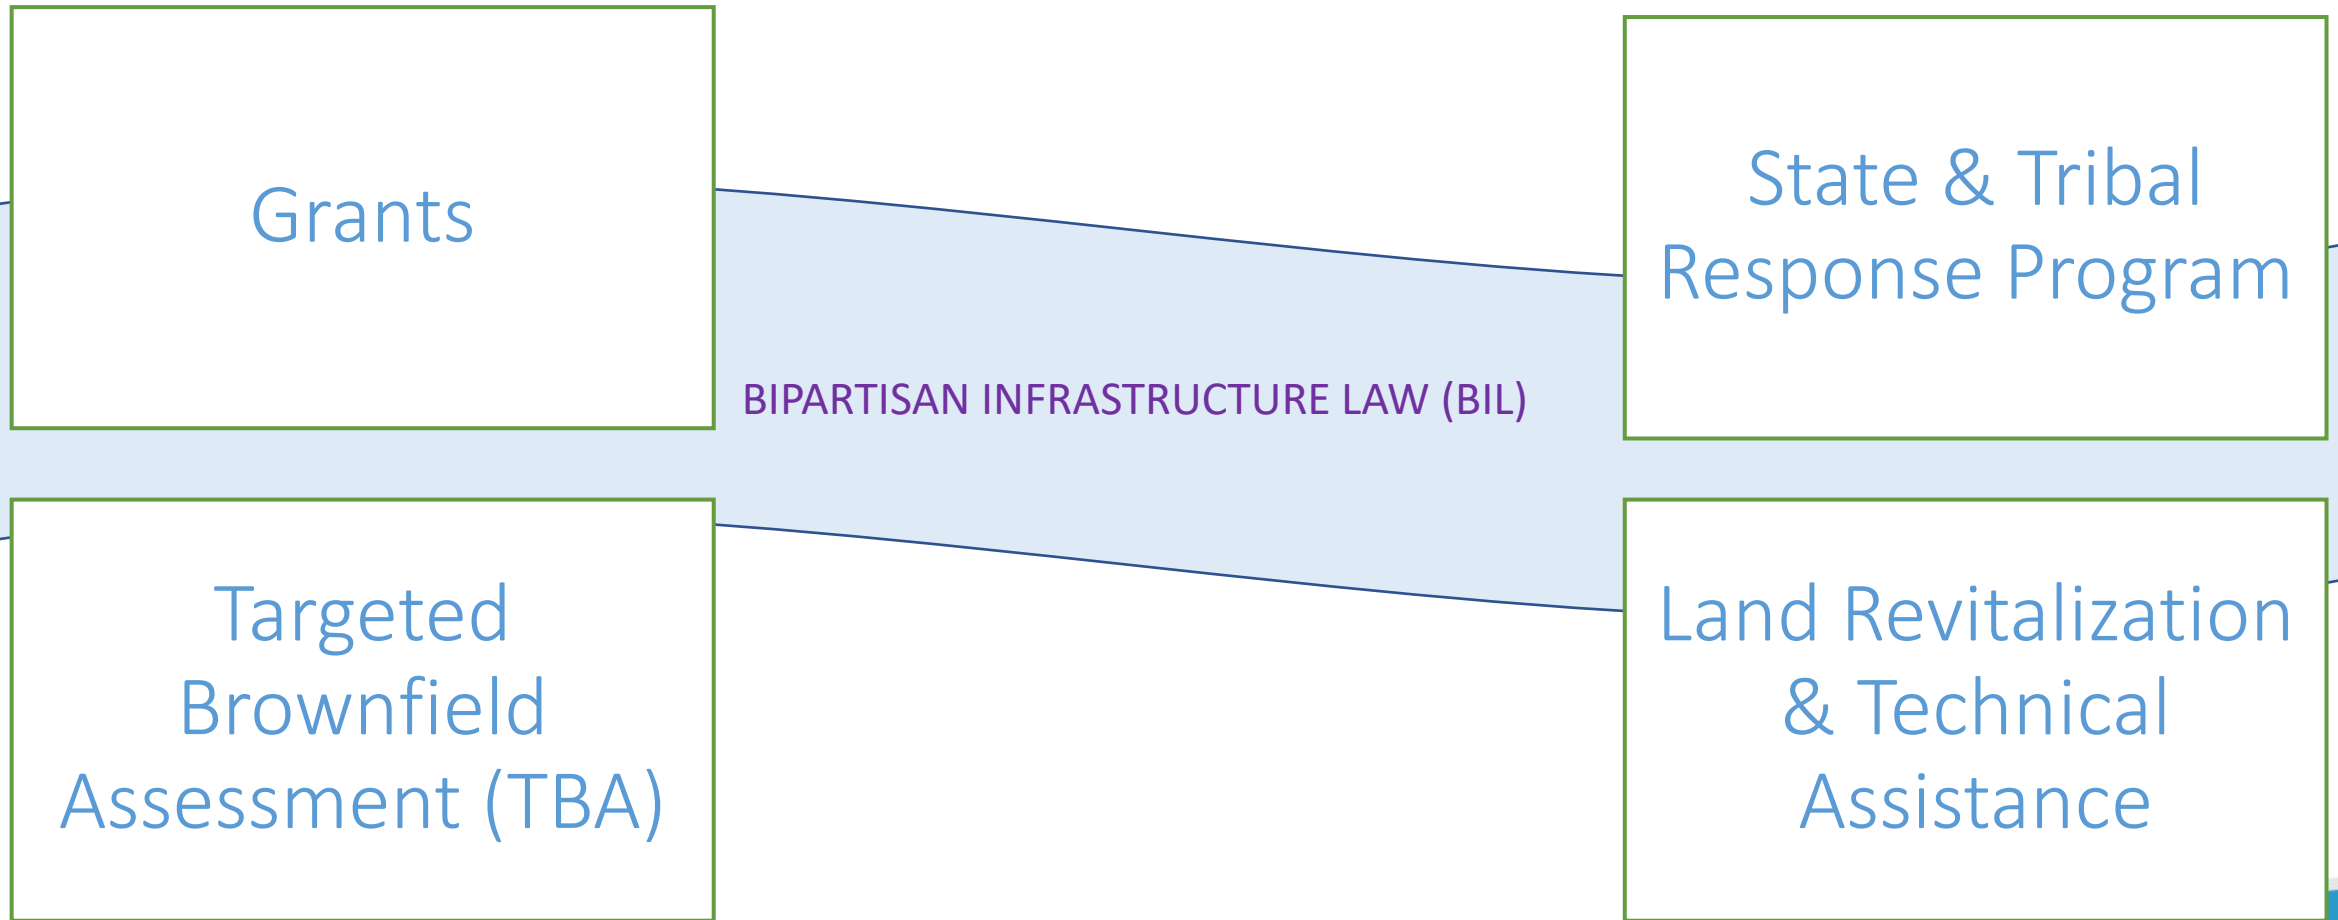 Grants
State & Tribal
Response Program
BIPARTISAN INFRASTRUCTURE LAW (BIL)
Targeted
Brownfield
Assessment (TBA)
Land Revitalization
& Technical
Assistance